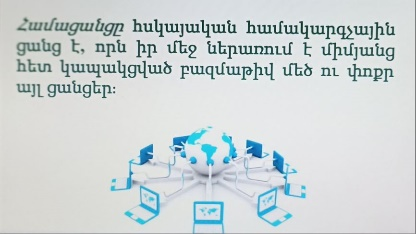 Համացանցը հսկայական համակարգչային
ցանց է, որն իր մեջ ներառում է միմյանց
հետ կապակցված բազմաթիվ մեծ ու փոքր
այլ ցանցեր: